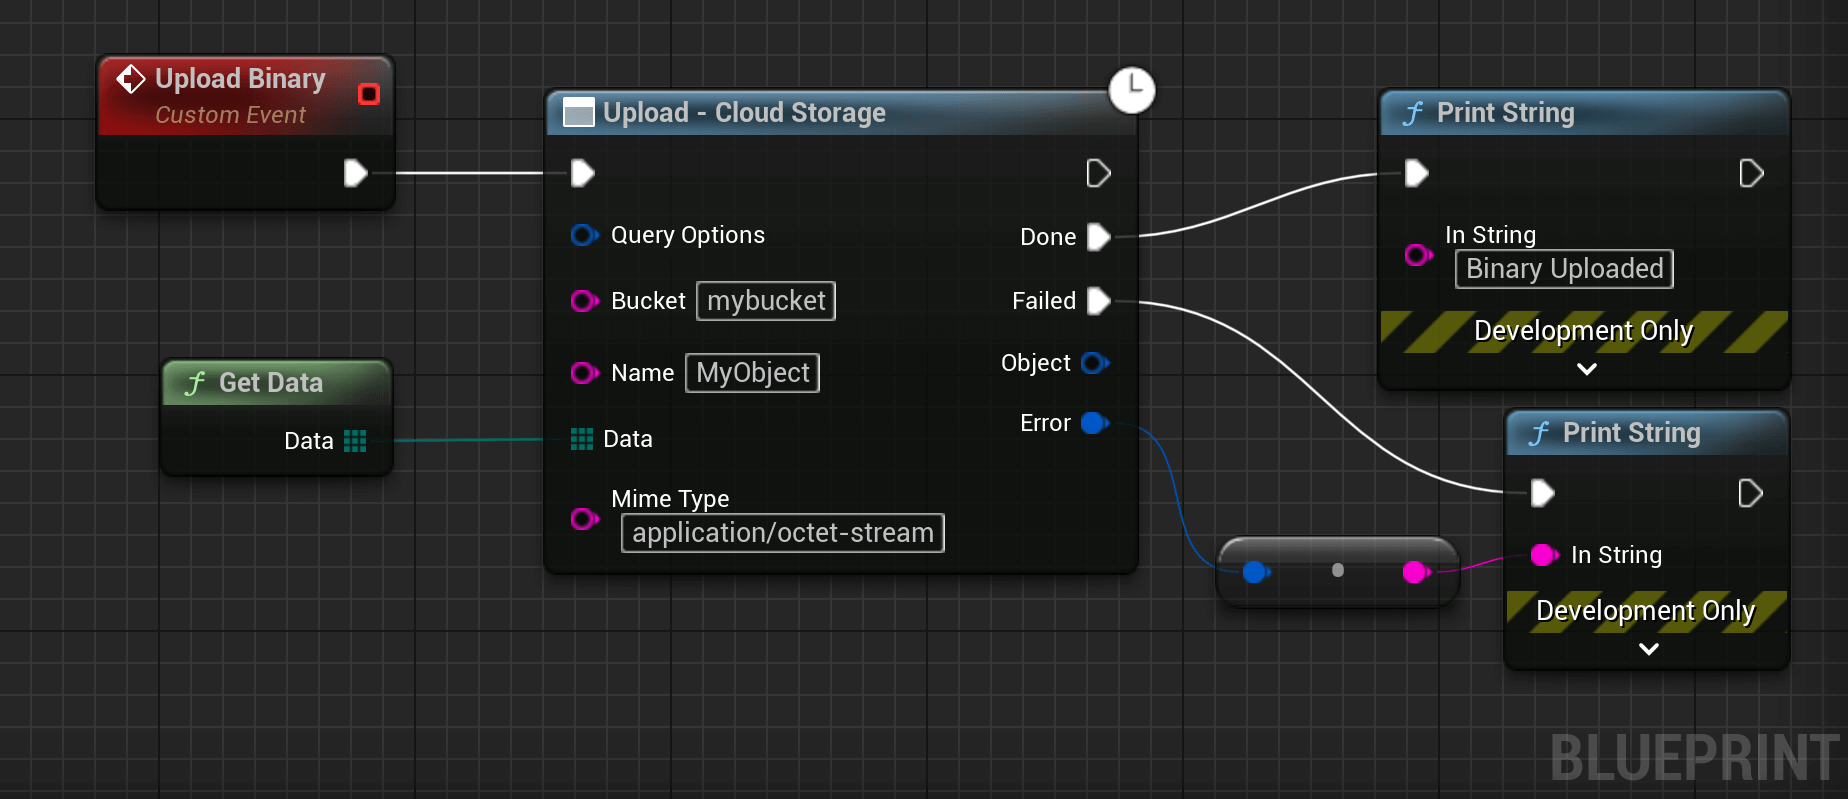 Upload Binary
Custom Event
Upload - Cloud Storage
Query Options
Bucket mybucket
Name MyObject
Data
Mime Type
application/octet-stream
Done
Failed
Object
Error
Get Data
Data
Print String
In String
Binary Uploaded
Development Only
Print String
In String
Development Only
BLUEPRINT